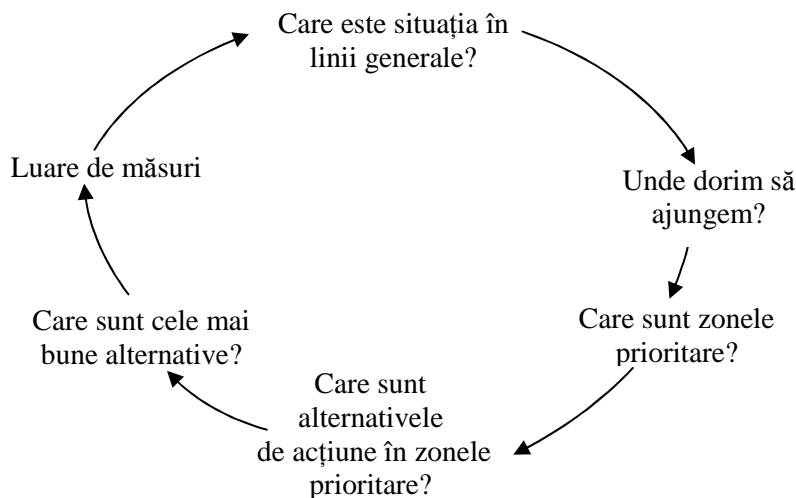 Care este situația în
linii generale?
Unde dorim să
ajungem?
Care sunt zonele
prioritare?
Care sunt
alternativele
de acțiune în zonele
prioritare?
Care sunt cele mai
bune alternative?
Luare de măsuri